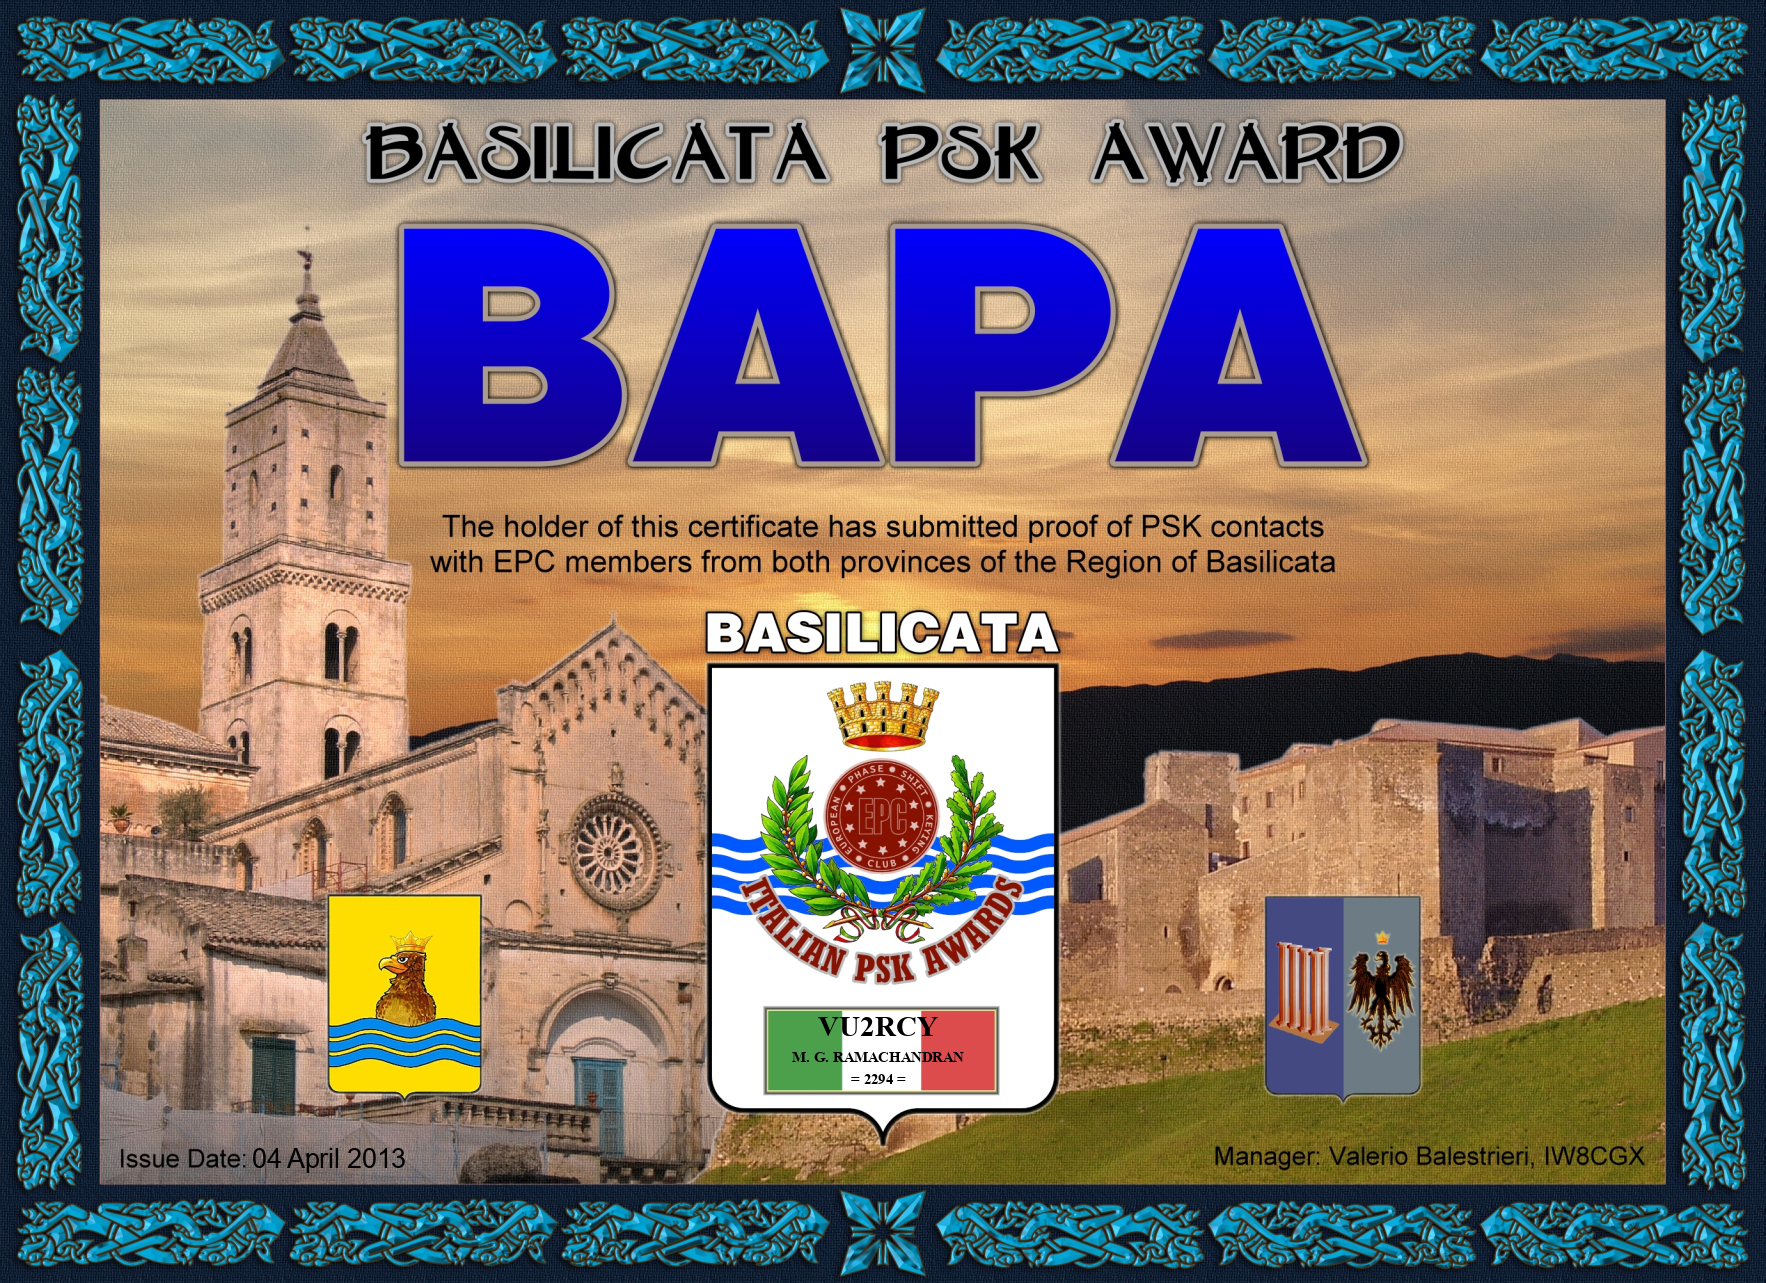 BASILICATA PSK AWARD
BAPA
The holder of this certificate has submitted proof of PSK contacts
with EPC members from both provinces of the Region of Basilicata
BASILICATA
EUROPEAN PHASE SHIFT KEYING CLUB
EPC
ITALIAN PSK AWARDS
VU2RCY
M. G. RAMACHANDRAN
= 2294 =
Issue Date: 04 April 2013
Manager: Valerio Balestrieri, IW8CGX